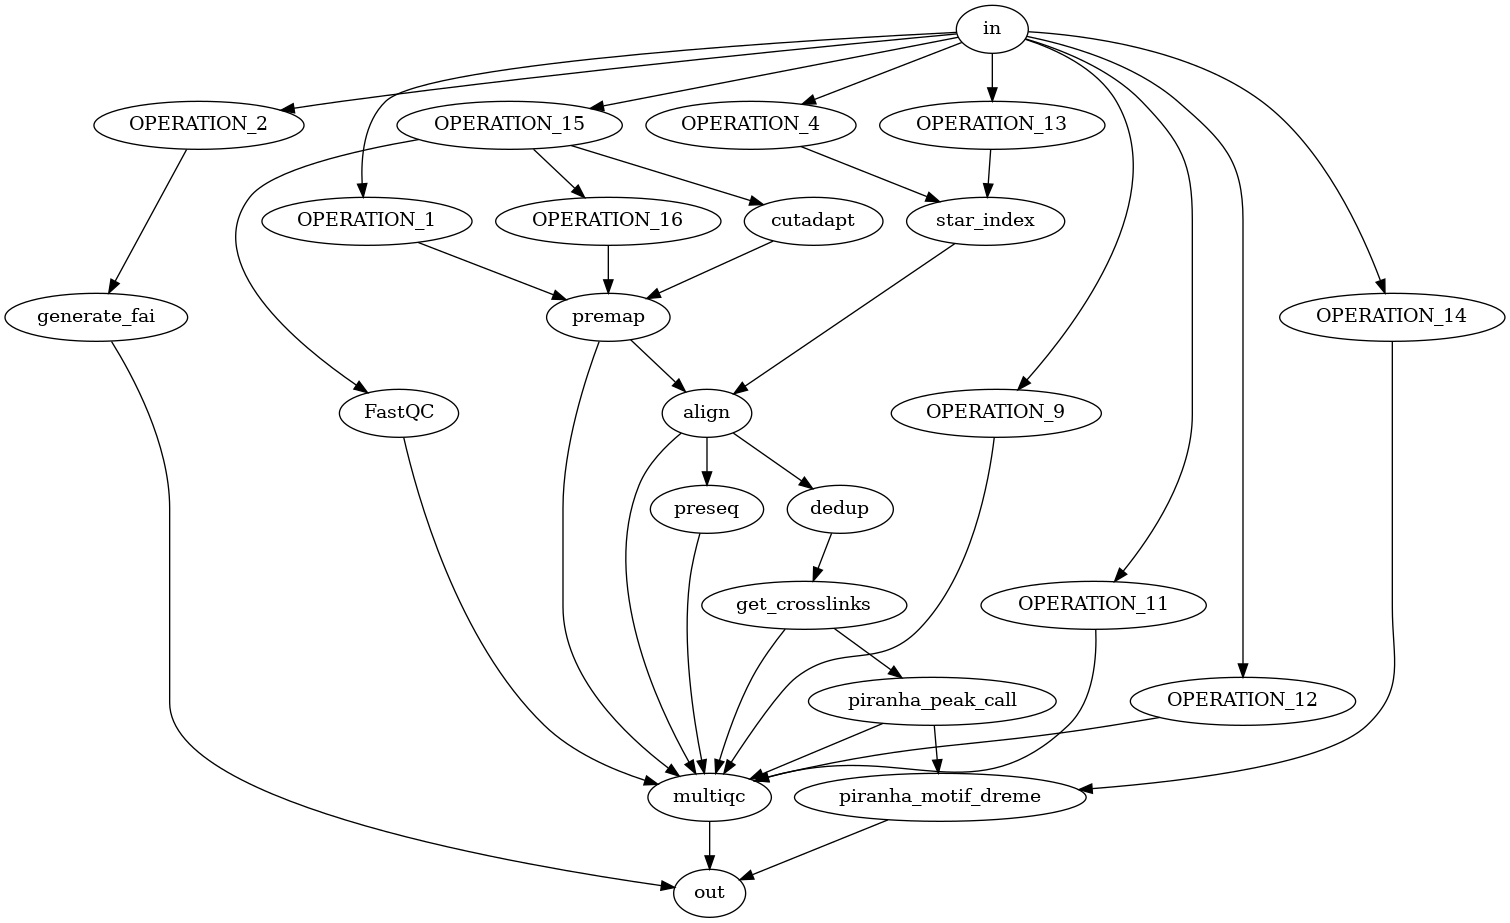 in
OPERATION_2
OPERATION_15
OPERATION_4
OPERATION_13
OPERATION_1
OPERATION_16
cutadapt
star_index
generate_fai
premap
OPERATION_14
FastQC
align
OPERATION_9
preseq
dedup
get_crosslinks
OPERATION_11
piranha_peak_call
OPERATION_12
multiqc
piranha_motif_dreme
out